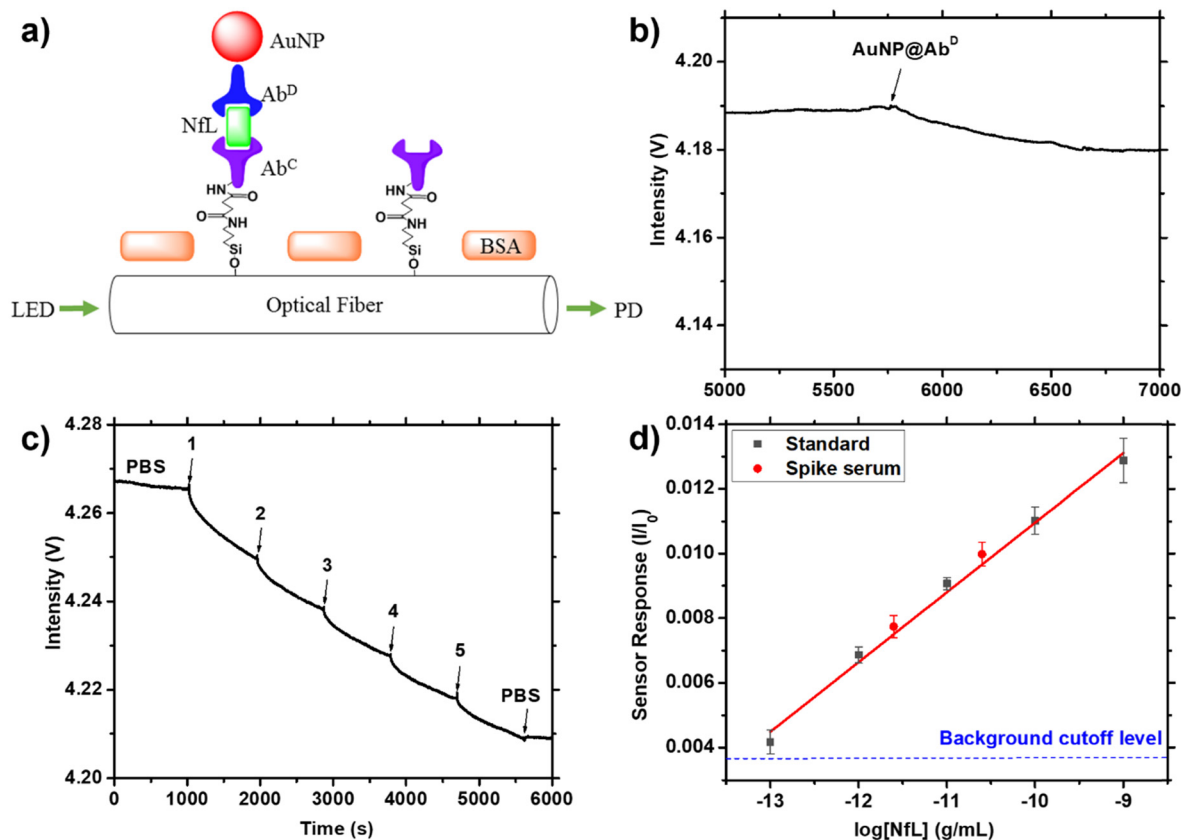 a)
AuNP
Ab^D
NfL
Ab^C
HN
O
O
NH
Si
O
HN
O
O
NH
Si
O
BSA
LED
Optical Fiber
PD
b)
AuNP@Ab^D
Intensity (V)
4.20
4.18
4.16
4.14
5000 5500 6000 6500 7000
c)
PBS
1
2
3
4
5
PBS
Intensity (V)
4.28
4.26
4.24
4.22
4.20
0 1000 2000 3000 4000 5000 6000
Time (s)
d)
Standard
Spike serum
Background cutoff level
Sensor Response (I/I₀)
0.014
0.012
0.010
0.008
0.006
0.004
-13 -12 -11 -10 -9
log[NfL] (g/mL)